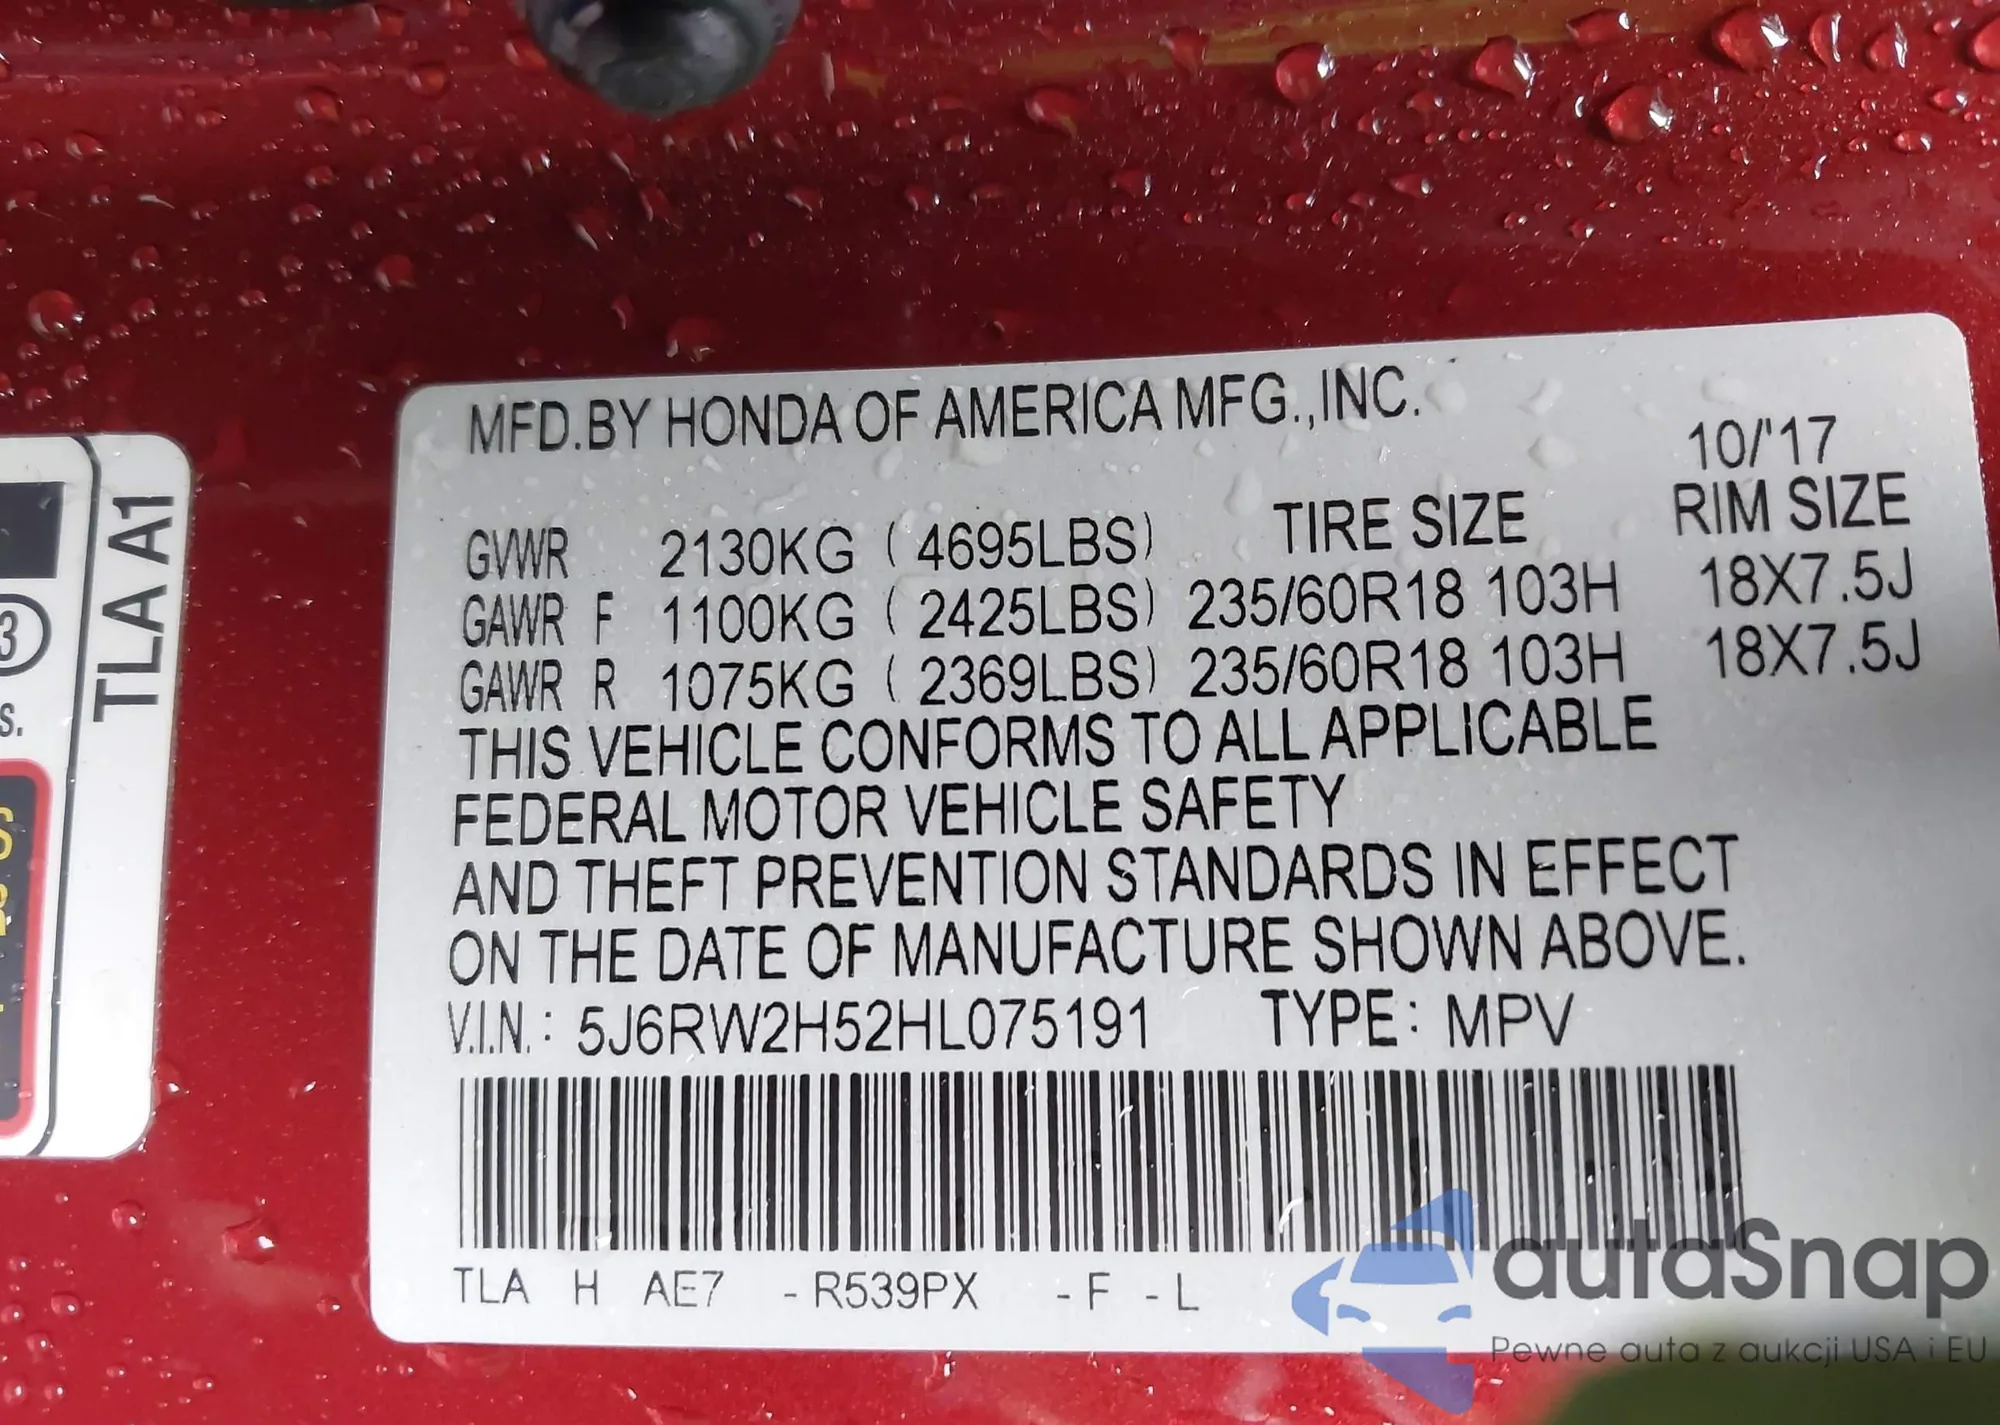 MFD.BY HONDA OF AMERICA MFG.,INC.
10/'17
TIRE SIZE RIM SIZE
GVWR 2130KG ( 4695LBS)
GAWR F 1100KG ( 2425LBS) 235/60R18 103H 18X7.5J
GAWR R 1075KG ( 2369LBS) 235/60R18 103H 18X7.5J
THIS VEHICLE CONFORMS TO ALL APPLICABLE
FEDERAL MOTOR VEHICLE SAFETY
AND THEFT PREVENTION STANDARDS IN EFFECT
ON THE DATE OF MANUFACTURE SHOWN ABOVE.
V.I.N.: 5J6RW2H52HL075191 TYPE: MPV
TLA H AE7 - R539PX - F - L
TLA A1
3
s.
autaSnap
Pewne auta z aukcji USA i EU